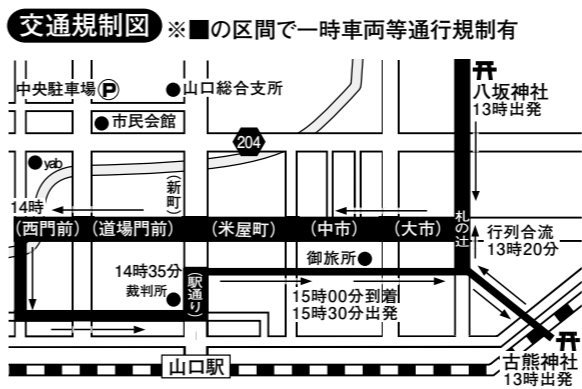 交通規制図 ※■の区間で一時車両等通行規制有
中央駐車場Ⓟ
山口総合支所
八坂神社
13時出発
市民会館
204
yab
(新町)
14時
(西門前)
(道場門前)
(米屋町)
(中市)
(大市)
札の辻
行列合流
13時20分
御旅所
14時35分
裁判所
(駅通り)
15時00分到着
15時30分出発
山口駅
古熊神社
13時出発